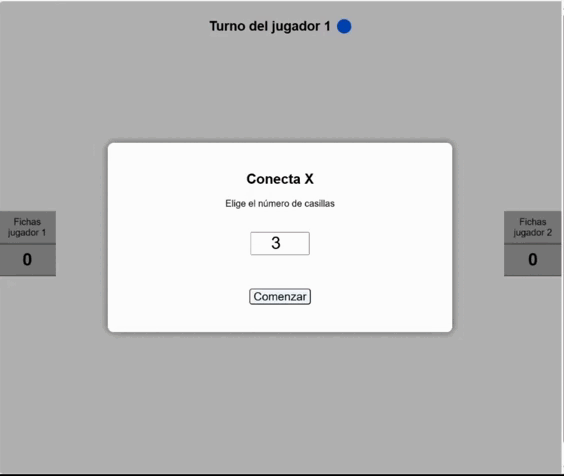 Turno del jugador 1
Conecta X
Elige el número de casillas
3
Comenzar
Fichas
jugador 1
0
Fichas
jugador 2
0